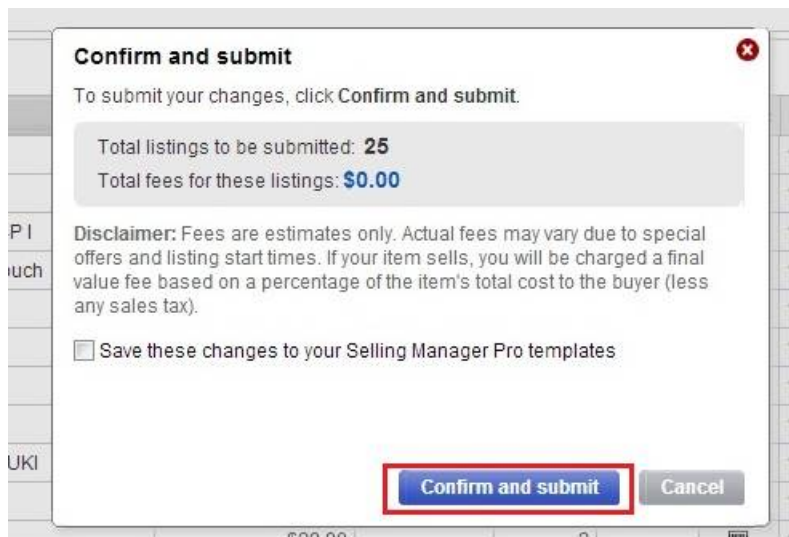 Confirm and submit
To submit your changes, click Confirm and submit.
Total listings to be submitted: 25
Total fees for these listings: $0.00
Disclaimer: Fees are estimates only. Actual fees may vary due to special
offers and listing start times. If your item sells, you will be charged a final
value fee based on a percentage of the item's total cost to the buyer (less
any sales tax).
Save these changes to your Selling Manager Pro templates
Confirm and submit
Cancel
P I
ouch
UKI